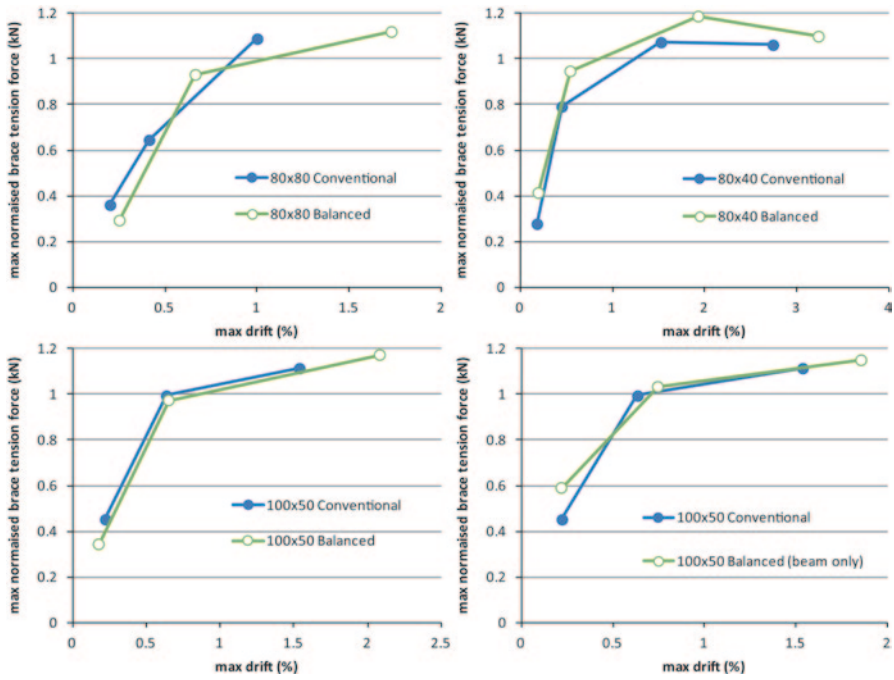 max normaised brace tension force (kN)
1.2
1
0.8
0.6
0.4
0.2
0
80x80 Conventional
80x80 Balanced
0 0.5 1 1.5 2
max drift (%)
max normaised brace tension force (kN)
1.2
1
0.8
0.6
0.4
0.2
0
80x40 Conventional
80x40 Balanced
0 1 2 3 4
max drift (%)
max normaised brace tension force (kN)
1.2
1
0.8
0.6
0.4
0.2
0
100x50 Conventional
100x50 Balanced
0 0.5 1 1.5 2 2.5
max drift (%)
max normaised brace tension force (kN)
1.2
1
0.8
0.6
0.4
0.2
0
100x50 Conventional
100x50 Balanced (beam only)
0 0.5 1 1.5 2
max drift (%)